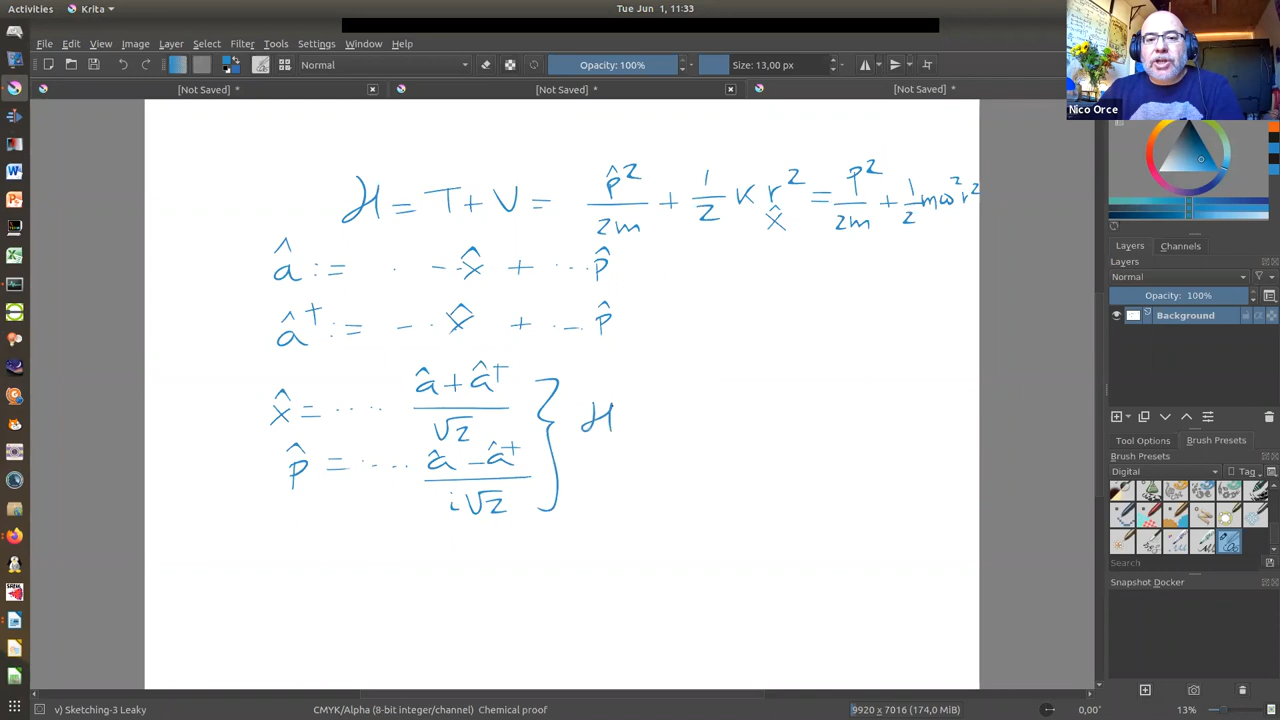 Activities Krita Tue Jun 1, 11:33
File Edit View Image Layer Select Filter Tools Settings Window Help
Normal Opacity: 100% Size: 13,00 px
[Not Saved] * [Not Saved] * [Not Saved] *
Nico Orce
H = T + V = p̂²/2m + 1/2 K r² = p²/2m + 1/2 mω²r²
x̂
â := . - - x̂ + ... p̂
â† := - . . x̂ + . . - p̂
x̂ = .... (â + â†)/√2 } H
p̂ = ..... (â - â†)/i√2
Layers Channels
Layers
Normal
Opacity: 100%
Background
Tool Options Brush Presets
Brush Presets
Digital Tag
Search
Snapshot Docker
v) Sketching-3 Leaky CMYK/Alpha (8-bit integer/channel) Chemical proof 9920 x 7016 (174,0 MiB) 0,00° 13%